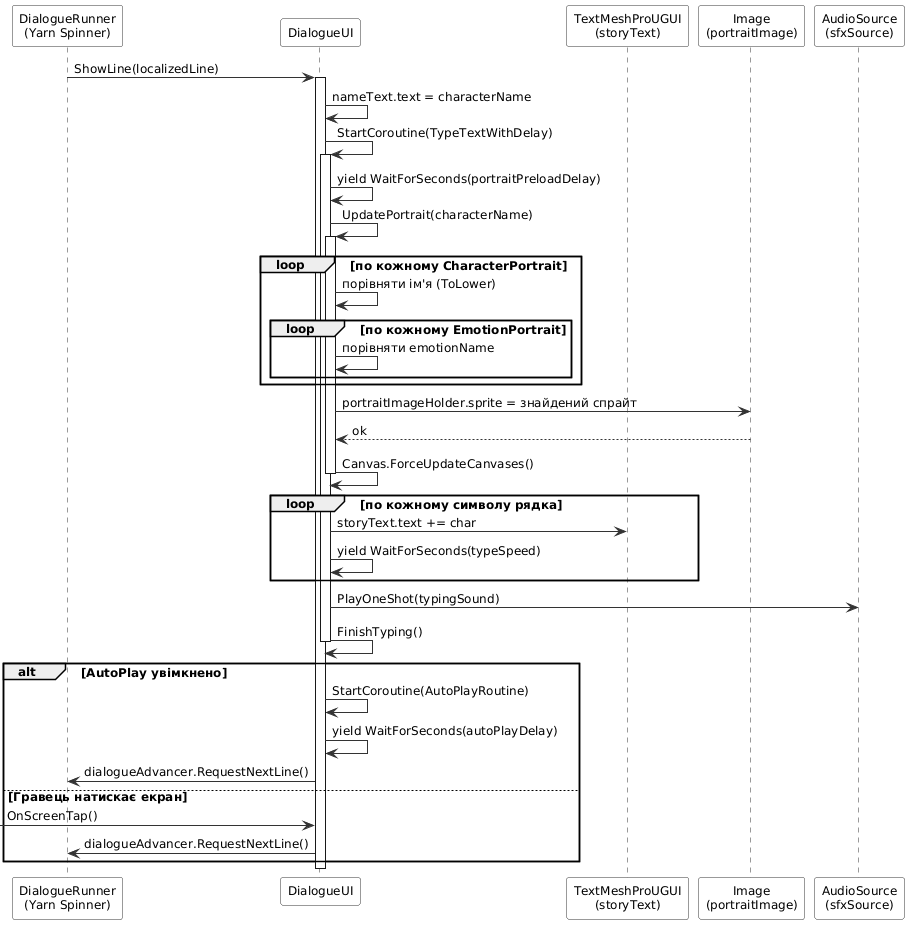 DialogueRunner
(Yarn Spinner)
DialogueUI
TextMeshProUGUI
(storyText)
Image
(portraitImage)
AudioSource
(sfxSource)
ShowLine(localizedLine)
nameText.text = characterName
StartCoroutine(TypeTextWithDelay)
yield WaitForSeconds(portraitPreloadDelay)
UpdatePortrait(characterName)
loop [по кожному CharacterPortrait]
порівняти ім'я (ToLower)
loop [по кожному EmotionPortrait]
порівняти emotionName
portraitImageHolder.sprite = знайдений спрайт
ok
Canvas.ForceUpdateCanvases()
loop [по кожному символу рядка]
storyText.text += char
yield WaitForSeconds(typeSpeed)
PlayOneShot(typingSound)
FinishTyping()
alt [AutoPlay увімкнено]
StartCoroutine(AutoPlayRoutine)
yield WaitForSeconds(autoPlayDelay)
dialogueAdvancer.RequestNextLine()
[Гравець натискає екран]
OnScreenTap()
dialogueAdvancer.RequestNextLine()
DialogueRunner
(Yarn Spinner)
DialogueUI
TextMeshProUGUI
(storyText)
Image
(portraitImage)
AudioSource
(sfxSource)